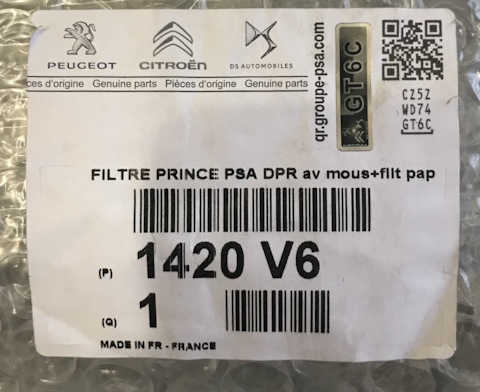 PEUGEOT CITROËN DS AUTOMOBILES
ces d'origine Genuine parts Pièces d'origine Genuine parts
qr.groupe-psa.com
GT6C
CZ5Z
WD74
GT6C
FILTRE PRINCE PSA DPR av mous+filt pap
(P) 1420 V6
(Q) 1
MADE IN FR - FRANCE